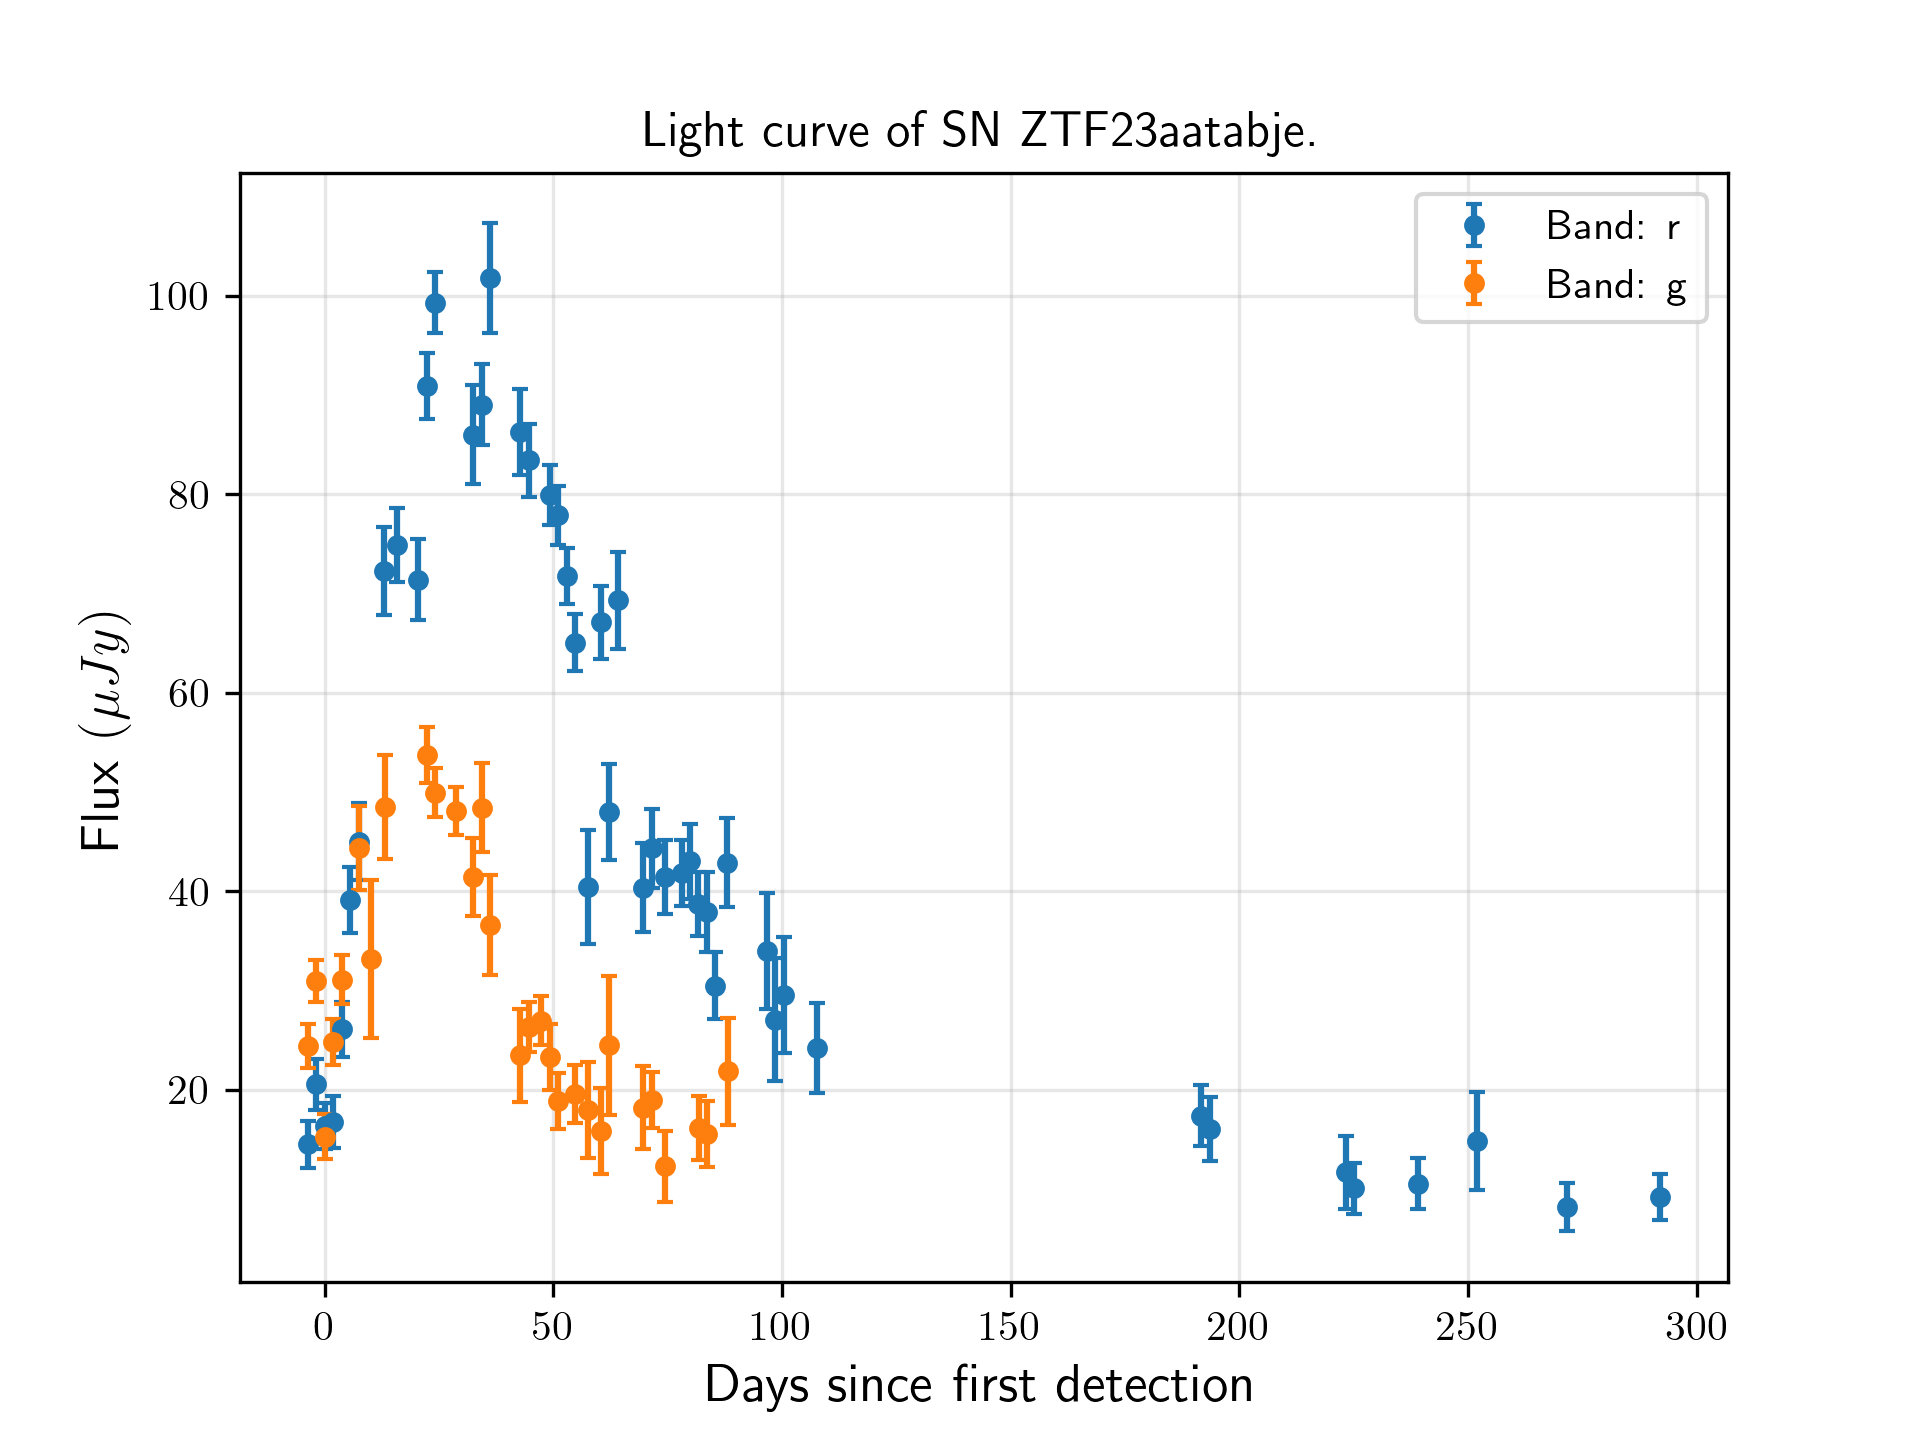 Light curve of SN ZTF23aatabje.
Band: r
Band: g
Flux (μJy)
100
80
60
40
20
0 50 100 150 200 250 300
Days since first detection